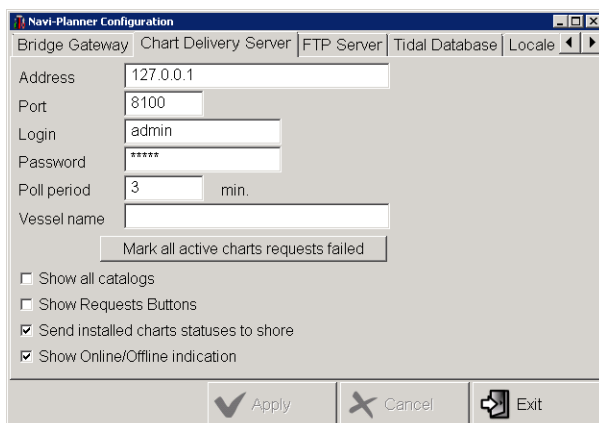 Navi-Planner Configuration
Bridge Gateway Chart Delivery Server FTP Server Tidal Database Locale
Address 127.0.0.1
Port 8100
Login admin
Password *****
Poll period 3 min.
Vessel name
Mark all active charts requests failed
Show all catalogs
Show Requests Buttons
Send installed charts statuses to shore
Show Online/Offline indication
Apply Cancel Exit